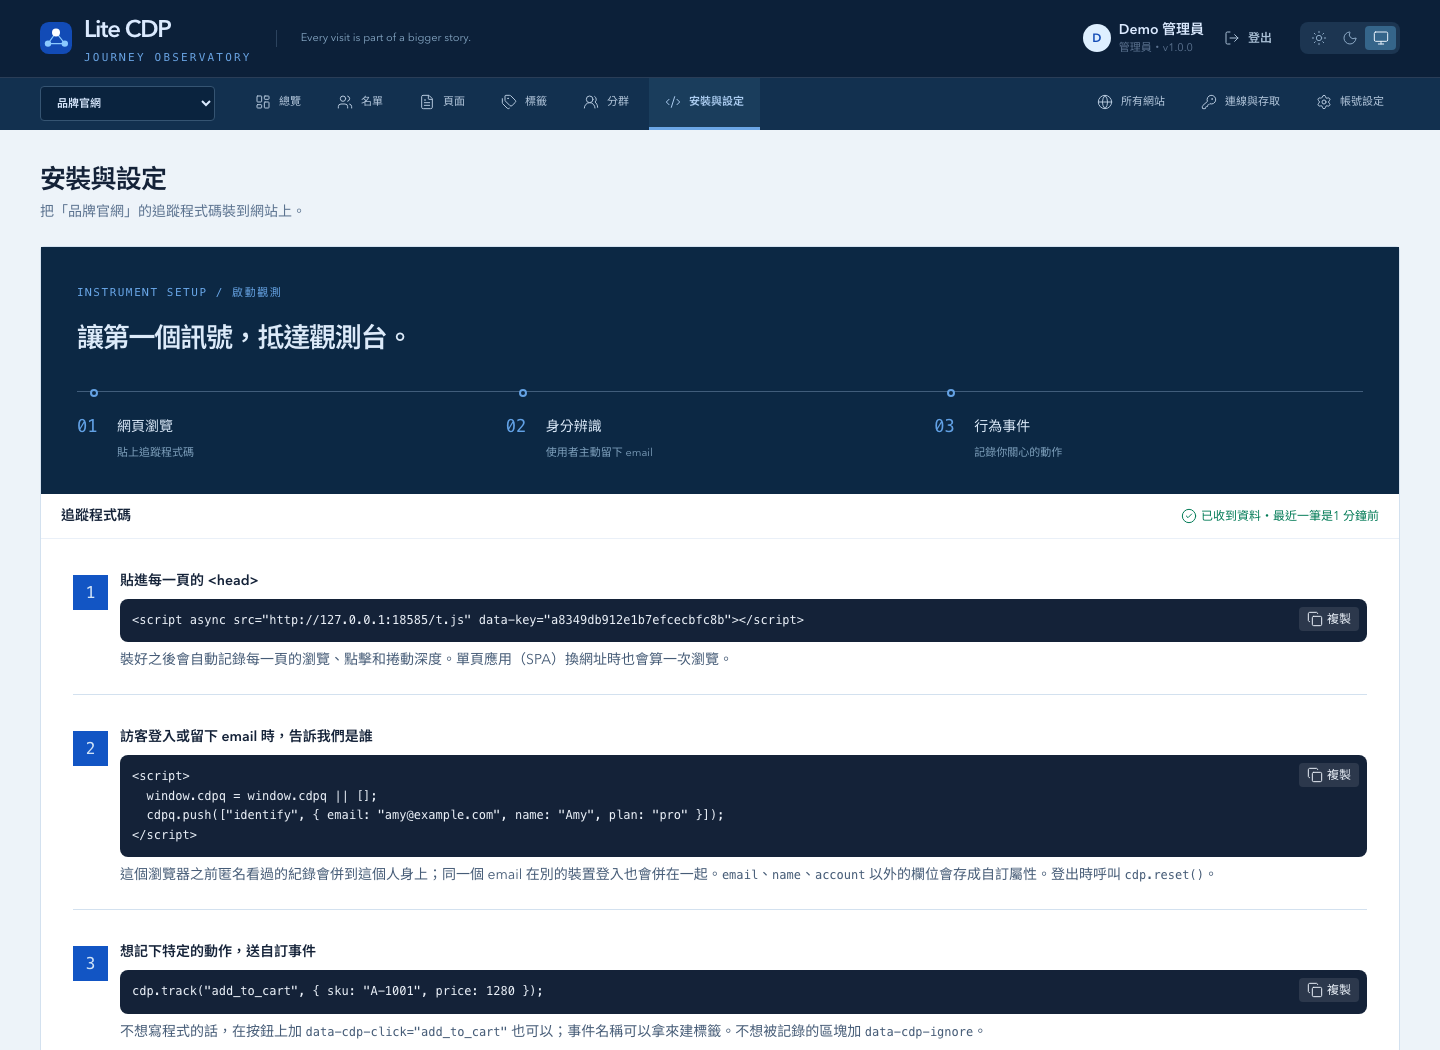 Lite CDP
JOURNEY OBSERVATORY
Every visit is part of a bigger story.
D
Demo 管理員
管理員・v1.0.0
登出
品牌官網
總覽
名單
頁面
標籤
分群
安裝與設定
所有網站
連線與存取
帳號設定
安裝與設定
把「品牌官網」的追蹤程式碼裝到網站上。
INSTRUMENT SETUP / 啟動觀測
讓第一個訊號，抵達觀測台。
01 網頁瀏覽
貼上追蹤程式碼
02 身分辨識
使用者主動留下 email
03 行為事件
記錄你關心的動作
追蹤程式碼
已收到資料・最近一筆是1 分鐘前
1
貼進每一頁的 <head>
<script async src="http://127.0.0.1:18585/t.js" data-key="a8349db912e1b7efcecbfc8b"></script>
複製
裝好之後會自動記錄每一頁的瀏覽、點擊和捲動深度。單頁應用（SPA）換網址時也會算一次瀏覽。
2
訪客登入或留下 email 時，告訴我們是誰
<script>
  window.cdpq = window.cdpq || [];
  cdpq.push(["identify", { email: "amy@example.com", name: "Amy", plan: "pro" }]);
</script>
複製
這個瀏覽器之前匿名看過的紀錄會併到這個人身上；同一個 email 在別的裝置登入也會併在一起。email、name、account 以外的欄位會存成自訂屬性。登出時呼叫 cdp.reset()。
3
想記下特定的動作，送自訂事件
cdp.track("add_to_cart", { sku: "A-1001", price: 1280 });
複製
不想寫程式的話，在按鈕上加 data-cdp-click="add_to_cart" 也可以；事件名稱可以拿來建標籤。不想被記錄的區塊加 data-cdp-ignore。